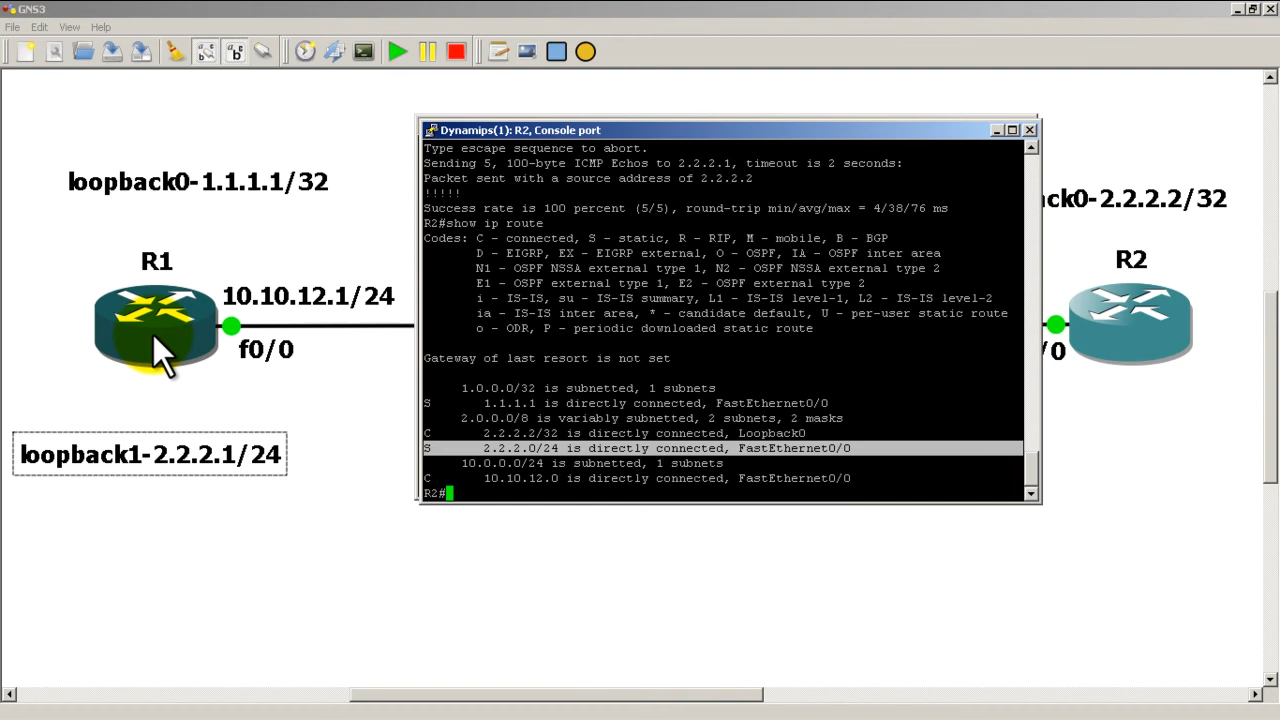 GNS3
File Edit View Help
loopback0-1.1.1.1/32
R1
10.10.12.1/24
f0/0
loopback1-2.2.2.1/24
Dynamips(1): R2, Console port
Type escape sequence to abort.
Sending 5, 100-byte ICMP Echos to 2.2.2.1, timeout is 2 seconds:
Packet sent with a source address of 2.2.2.2
!!!!!
Success rate is 100 percent (5/5), round-trip min/avg/max = 4/38/76 ms
R2#show ip route
Codes: C - connected, S - static, R - RIP, M - mobile, B - BGP
D - EIGRP, EX - EIGRP external, O - OSPF, IA - OSPF inter area
N1 - OSPF NSSA external type 1, N2 - OSPF NSSA external type 2
E1 - OSPF external type 1, E2 - OSPF external type 2
i - IS-IS, su - IS-IS summary, L1 - IS-IS level-1, L2 - IS-IS level-2
ia - IS-IS inter area, * - candidate default, U - per-user static route
o - ODR, P - periodic downloaded static route
Gateway of last resort is not set
1.0.0.0/32 is subnetted, 1 subnets
S 1.1.1.1 is directly connected, FastEthernet0/0
2.0.0.0/8 is variably subnetted, 2 subnets, 2 masks
C 2.2.2.2/32 is directly connected, Loopback0
S 2.2.2.0/24 is directly connected, FastEthernet0/0
10.0.0.0/24 is subnetted, 1 subnets
C 10.10.12.0 is directly connected, FastEthernet0/0
R2#
ck0-2.2.2.2/32
R2
/0